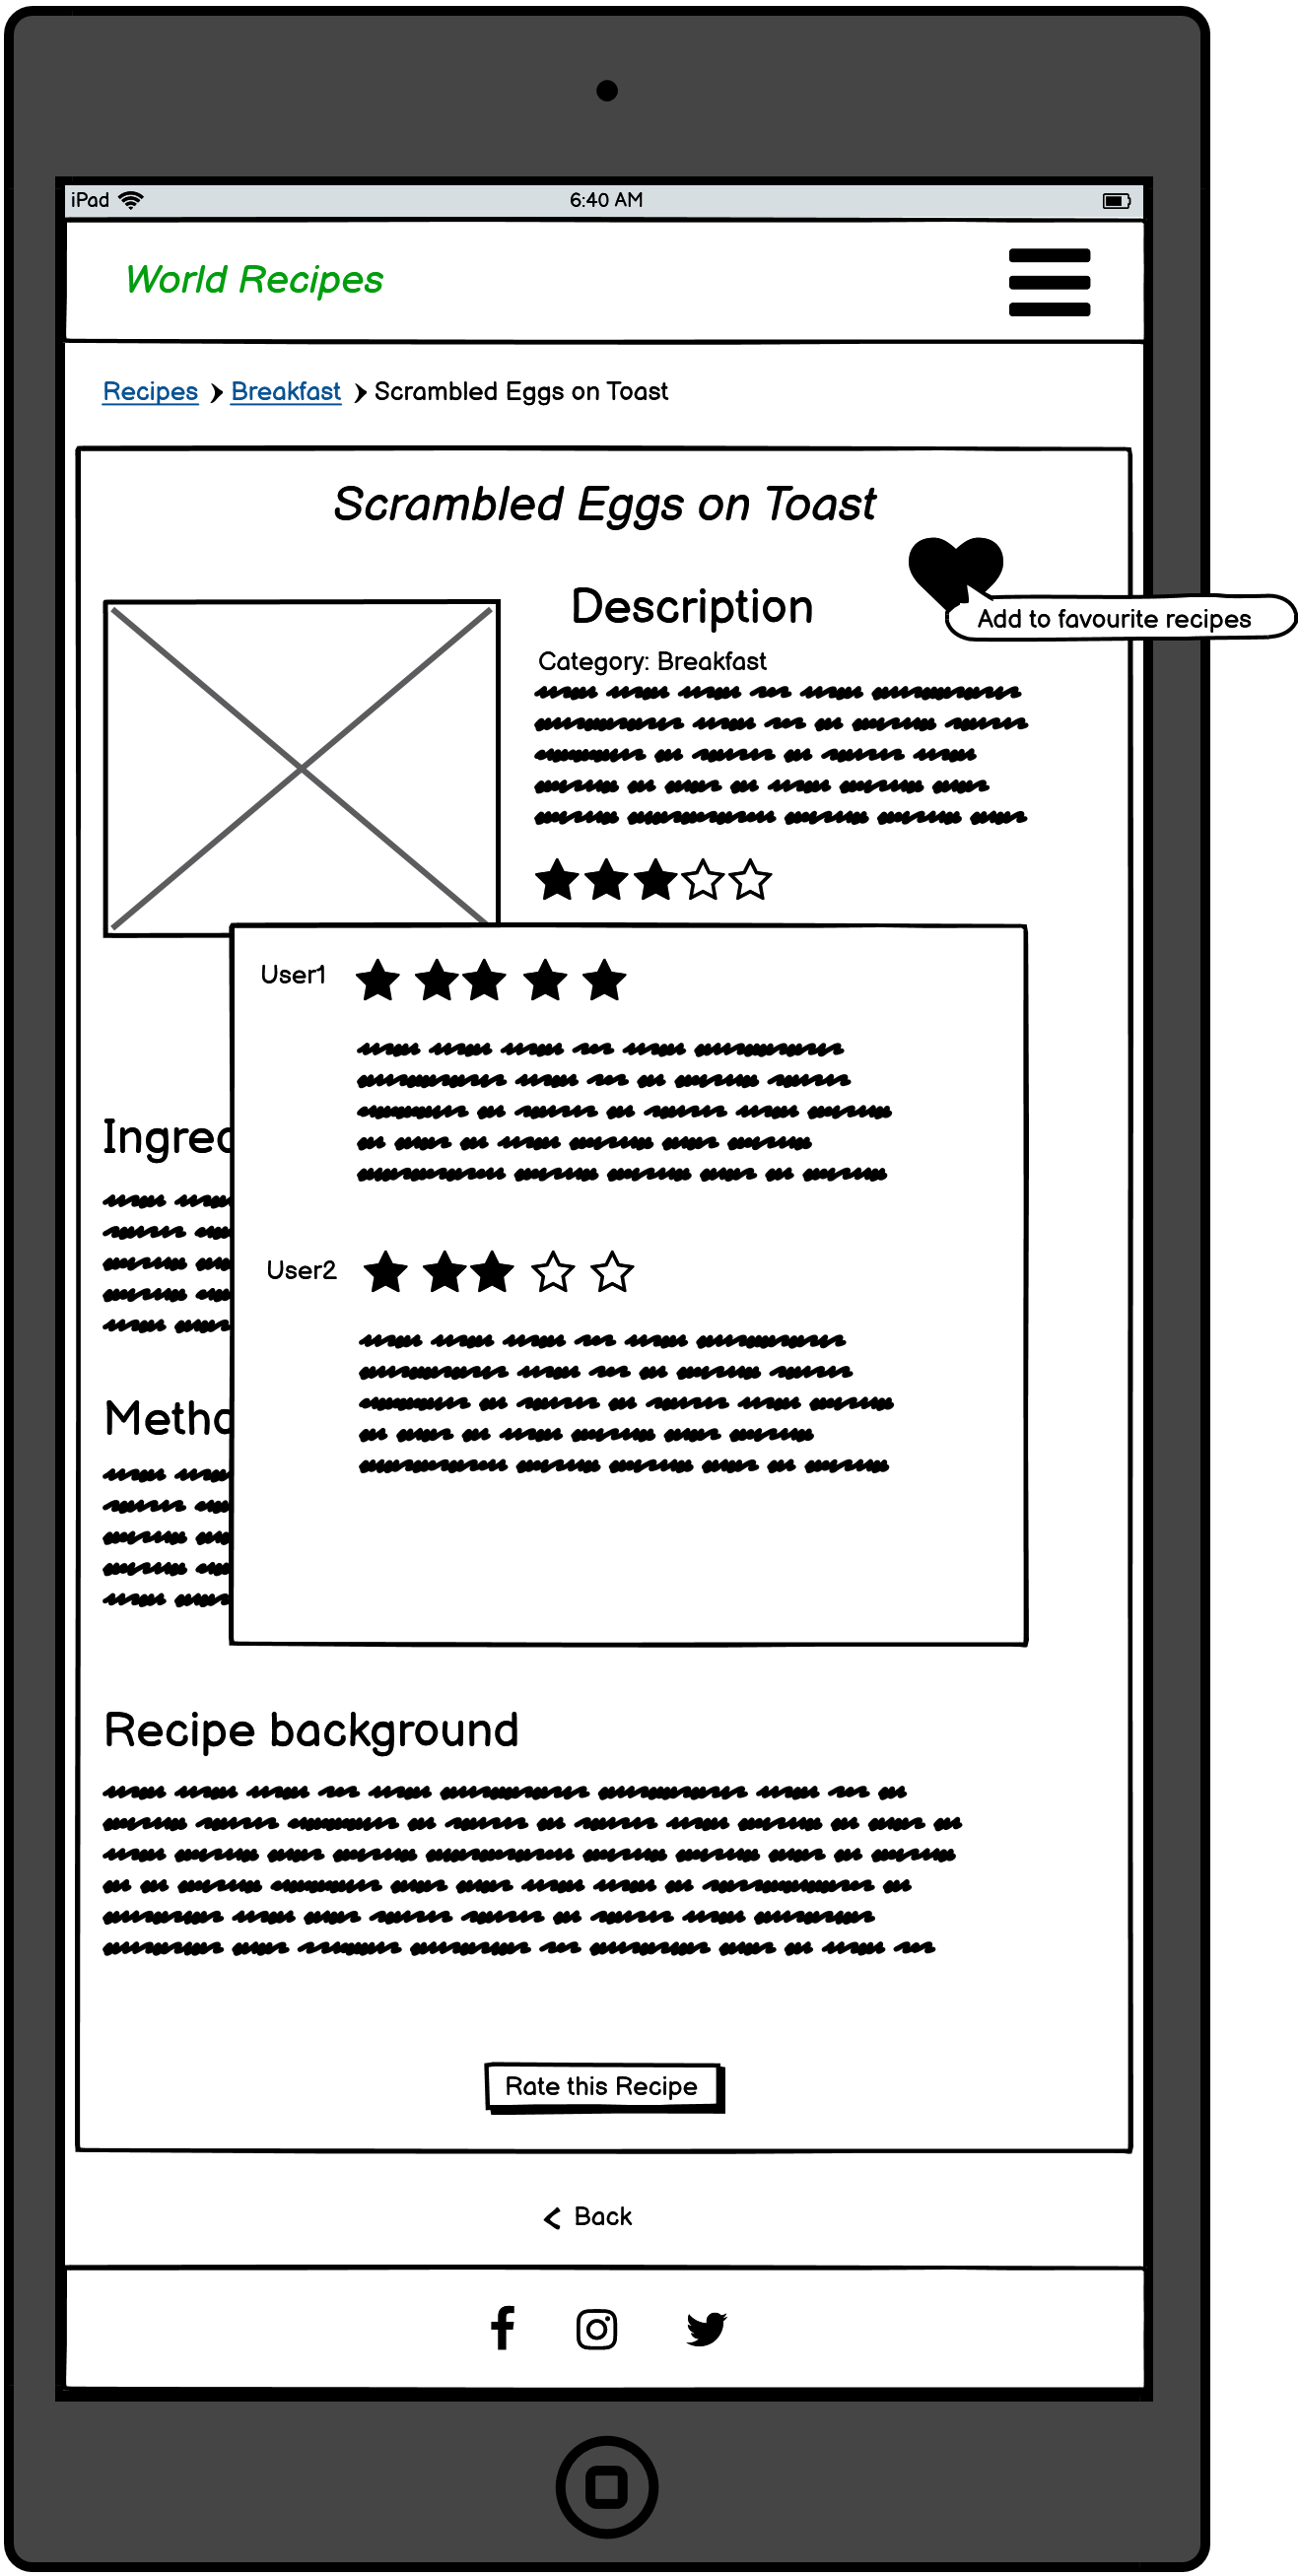 iPad 6:40 AM
World Recipes
Recipes Breakfast Scrambled Eggs on Toast
Scrambled Eggs on Toast
Description
Add to favourite recipes
Category: Breakfast
User1
Ingred
User2
Metho
Recipe background
Rate this Recipe
Back